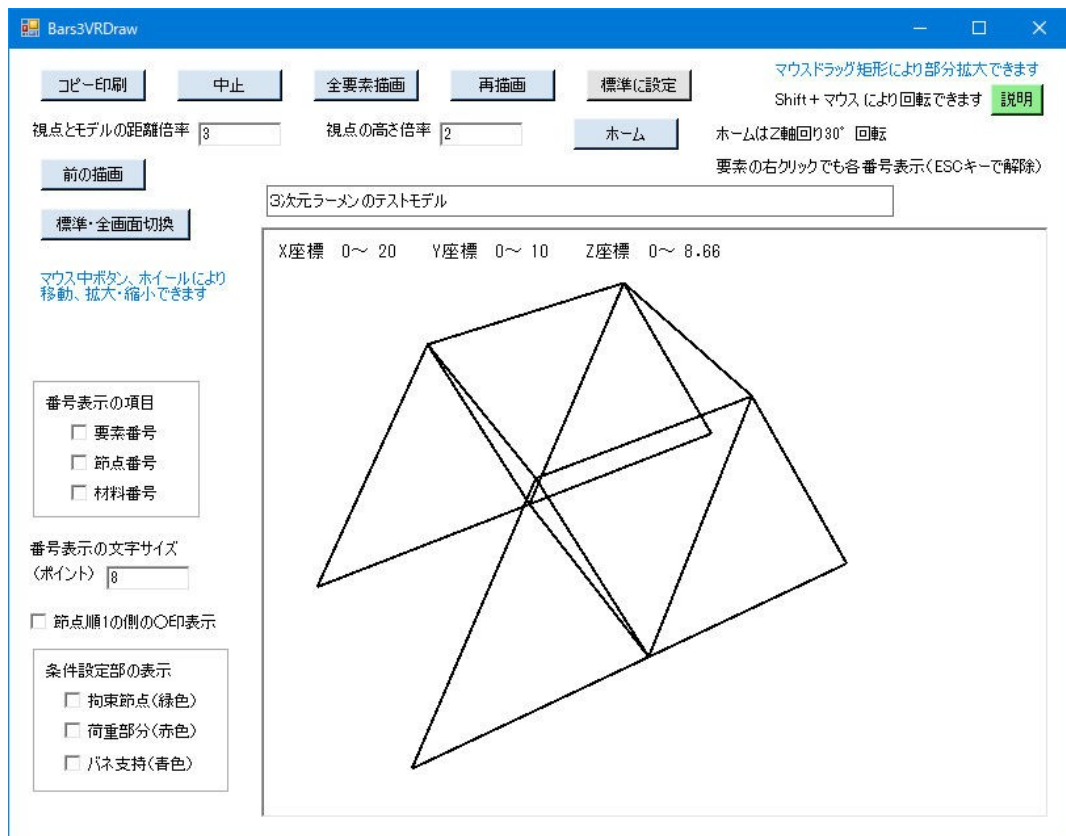 Bars3VRDraw
コピー印刷 中止 全要素描画 再描画 標準に設定
マウスドラッグ矩形により部分拡大できます
Shift+マウスにより回転できます 説明
視点とモデルの距離倍率 3 視点の高さ倍率 2 ホーム ホームはZ軸回り30°回転
前の描画 要素の右クリックでも各番号表示(ESCキーで解除)
3次元ラーメンのテストモデル
標準・全画面切換
X座標 0～ 20 Y座標 0～ 10 Z座標 0～ 8.66
マウス中ボタン、ホイールにより
移動、拡大・縮小できます
番号表示の項目
要素番号
節点番号
材料番号
番号表示の文字サイズ
(ポイント) 8
節点順1の側の〇印表示
条件設定部の表示
拘束節点(緑色)
荷重部分(赤色)
バネ支持(青色)